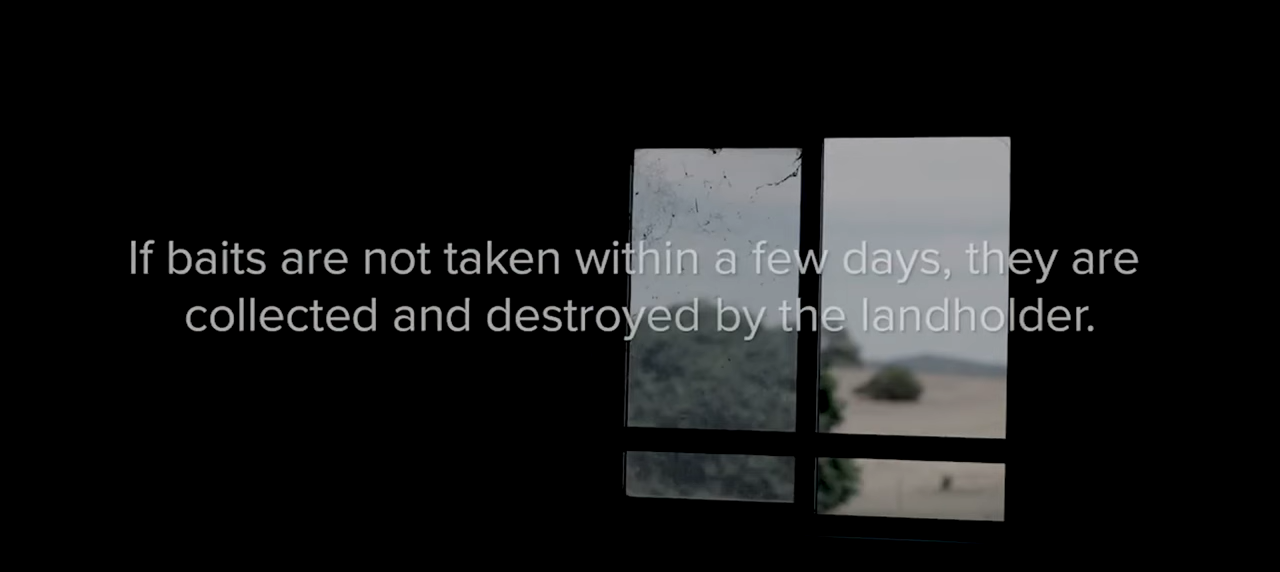 If baits are not taken within a few days, they are
collected and destroyed by the landholder.